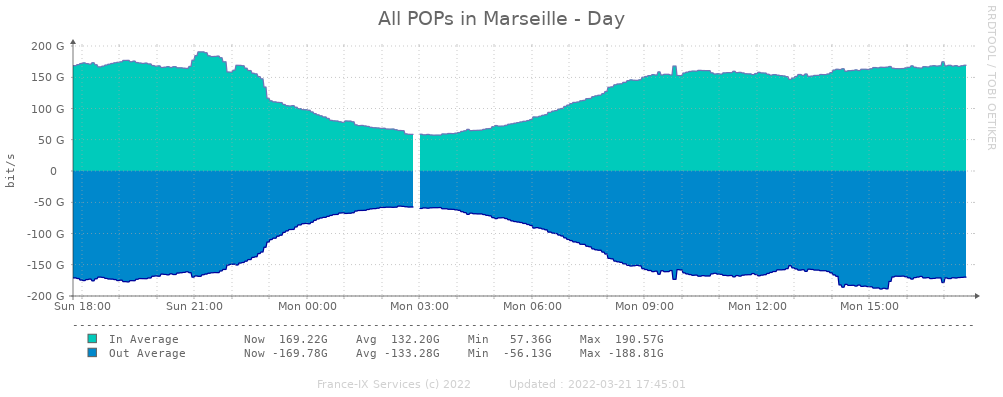 All POPs in Marseille - Day
RRDTOOL / TOBI OETIKER
bit/s
200 G
150 G
100 G
50 G
0
-50 G
-100 G
-150 G
-200 G
Sun 18:00 Sun 21:00 Mon 00:00 Mon 03:00 Mon 06:00 Mon 09:00 Mon 12:00 Mon 15:00
In Average Now 169.22G Avg 132.20G Min 57.36G Max 190.57G
Out Average Now -169.78G Avg -133.28G Min -56.13G Max -188.81G
France-IX Services (c) 2022 Updated : 2022-03-21 17:45:01